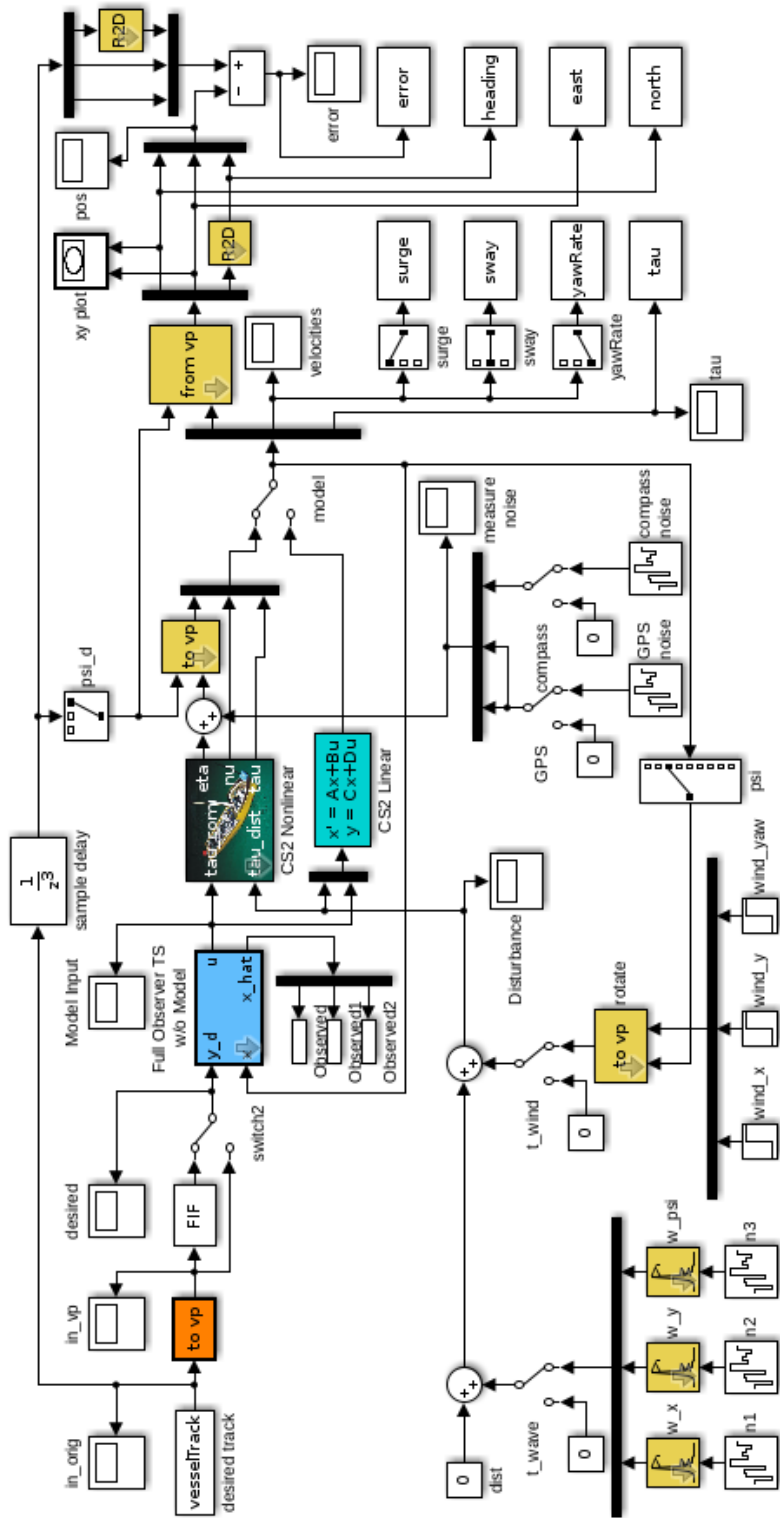 in_orig
vesselTrack
desired track
in_vp
to vp
desired
FIF
switch2
Model Input
Full Observer TS
w/o Model
y_d
u
x
x_hat
Observed
Observed1
Observed2
1
z3
sample delay
psi_d
tau_com
eta
nu
tau_dist
tau
CS2 Nonlinear
x' = Ax+Bu
y = Cx+Du
CS2 Linear
+
+
to vp
model
from vp
xy plot
pos
velocities
R2D
R2D
+
−
error
error
heading
east
north
surge
surge
sway
sway
yawRate
yawRate
tau
tau
measure
noise
compass
GPS
0
0
GPS
noise
compass
noise
psi
Disturbance
0
dist
+
+
t_wave
0
+
+
t_wind
0
to vp
rotate
w_x
w_y
w_psi
n1
n2
n3
wind_x
wind_y
wind_yaw